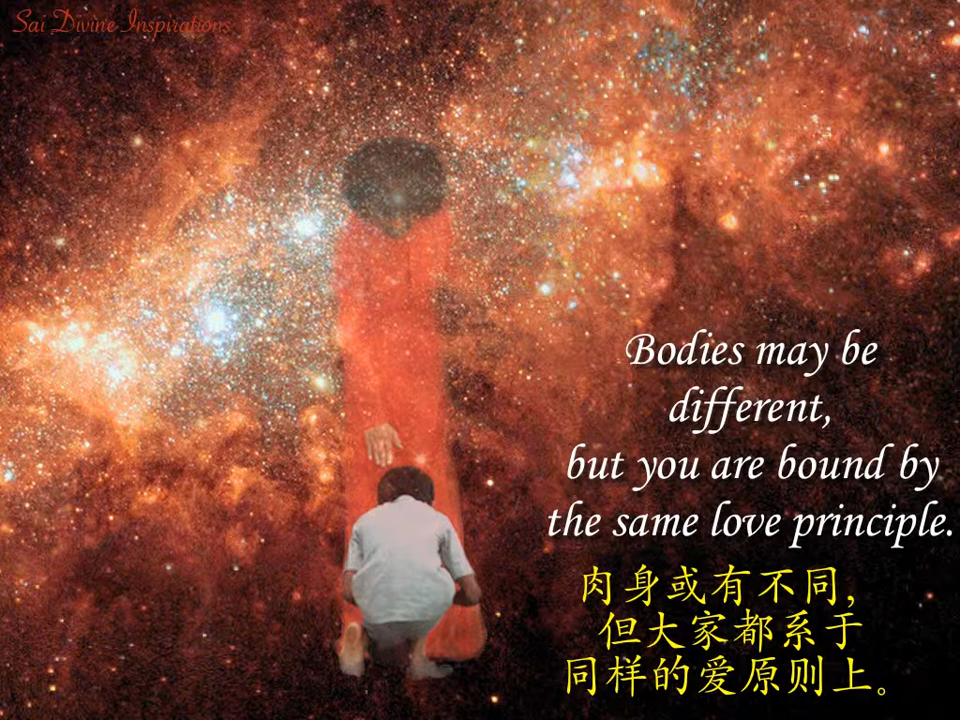 Sai Divine Inspirations
Bodies may be
different,
but you are bound by
the same love principle.
肉身或有不同，
但大家都系于
同样的爱原则上。